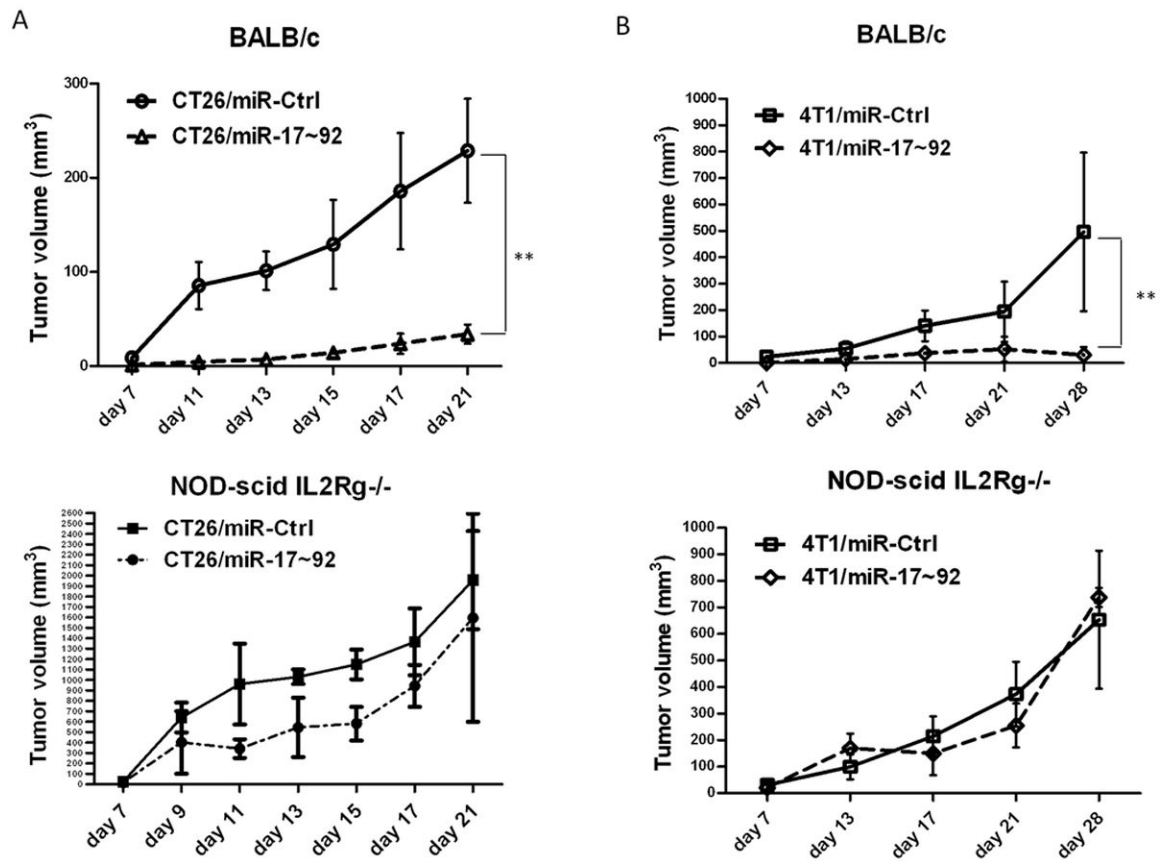 A
BALB/c
Tumor volume (mm³)
300
200
100
0
CT26/miR-Ctrl
CT26/miR-17~92
**
day 7
day 11
day 13
day 15
day 17
day 21
B
BALB/c
Tumor volume (mm³)
1000
900
800
700
600
500
400
300
200
100
0
4T1/miR-Ctrl
4T1/miR-17~92
**
day 7
day 13
day 17
day 21
day 28
NOD-scid IL2Rg-/-
Tumor volume (mm³)
2600
2500
2400
2300
2200
2100
2000
1900
1800
1700
1600
1500
1400
1300
1200
1100
1000
900
800
700
600
500
400
300
200
100
0
CT26/miR-Ctrl
CT26/miR-17~92
day 7
day 9
day 11
day 13
day 15
day 17
day 21
NOD-scid IL2Rg-/-
Tumor volume (mm³)
1000
900
800
700
600
500
400
300
200
100
0
4T1/miR-Ctrl
4T1/miR-17~92
day 7
day 13
day 17
day 21
day 28